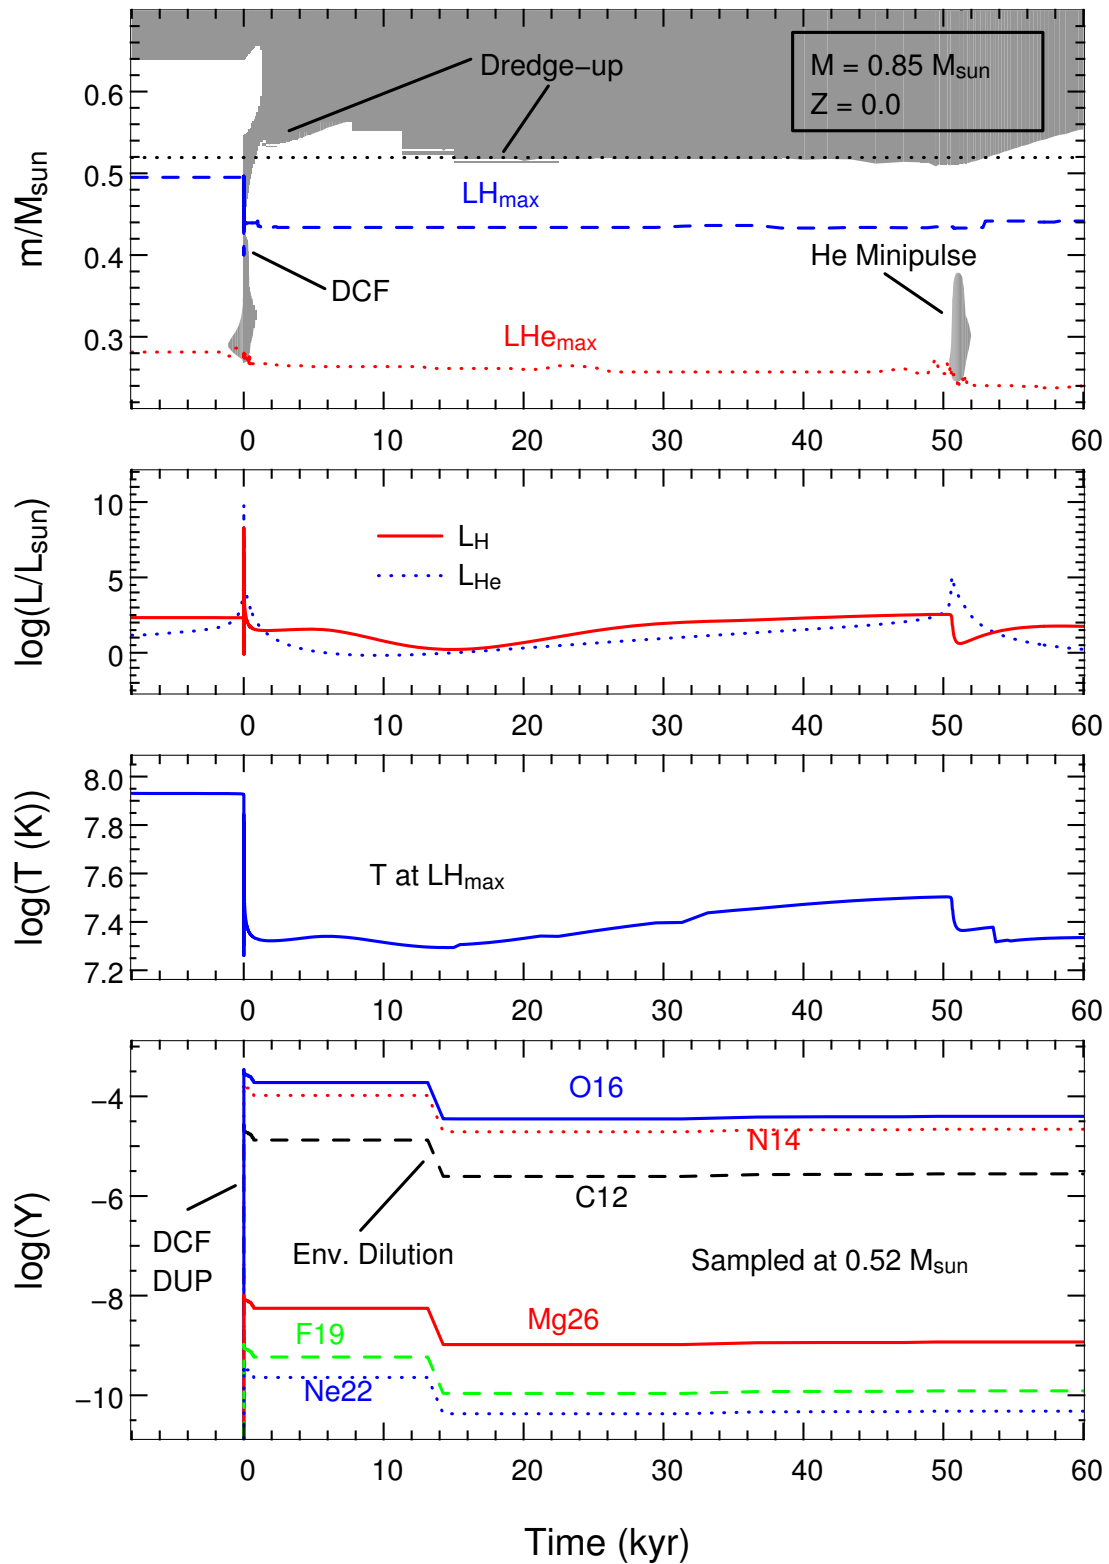 Dredge−up
M = 0.85 Msun
Z = 0.0
LHmax
DCF
He Minipulse
LHemax
m/Msun
0.6
0.5
0.4
0.3
0 10 20 30 40 50 60
log(L/Lsun)
10
5
0
LH
LHe
0 10 20 30 40 50 60
log(T (K))
8.0
7.8
7.6
7.4
7.2
T at LHmax
0 10 20 30 40 50 60
log(Y)
−4
−6
−8
−10
O16
N14
C12
DCF
DUP
Env. Dilution
Sampled at 0.52 Msun
Mg26
F19
Ne22
0 10 20 30 40 50 60
Time (kyr)